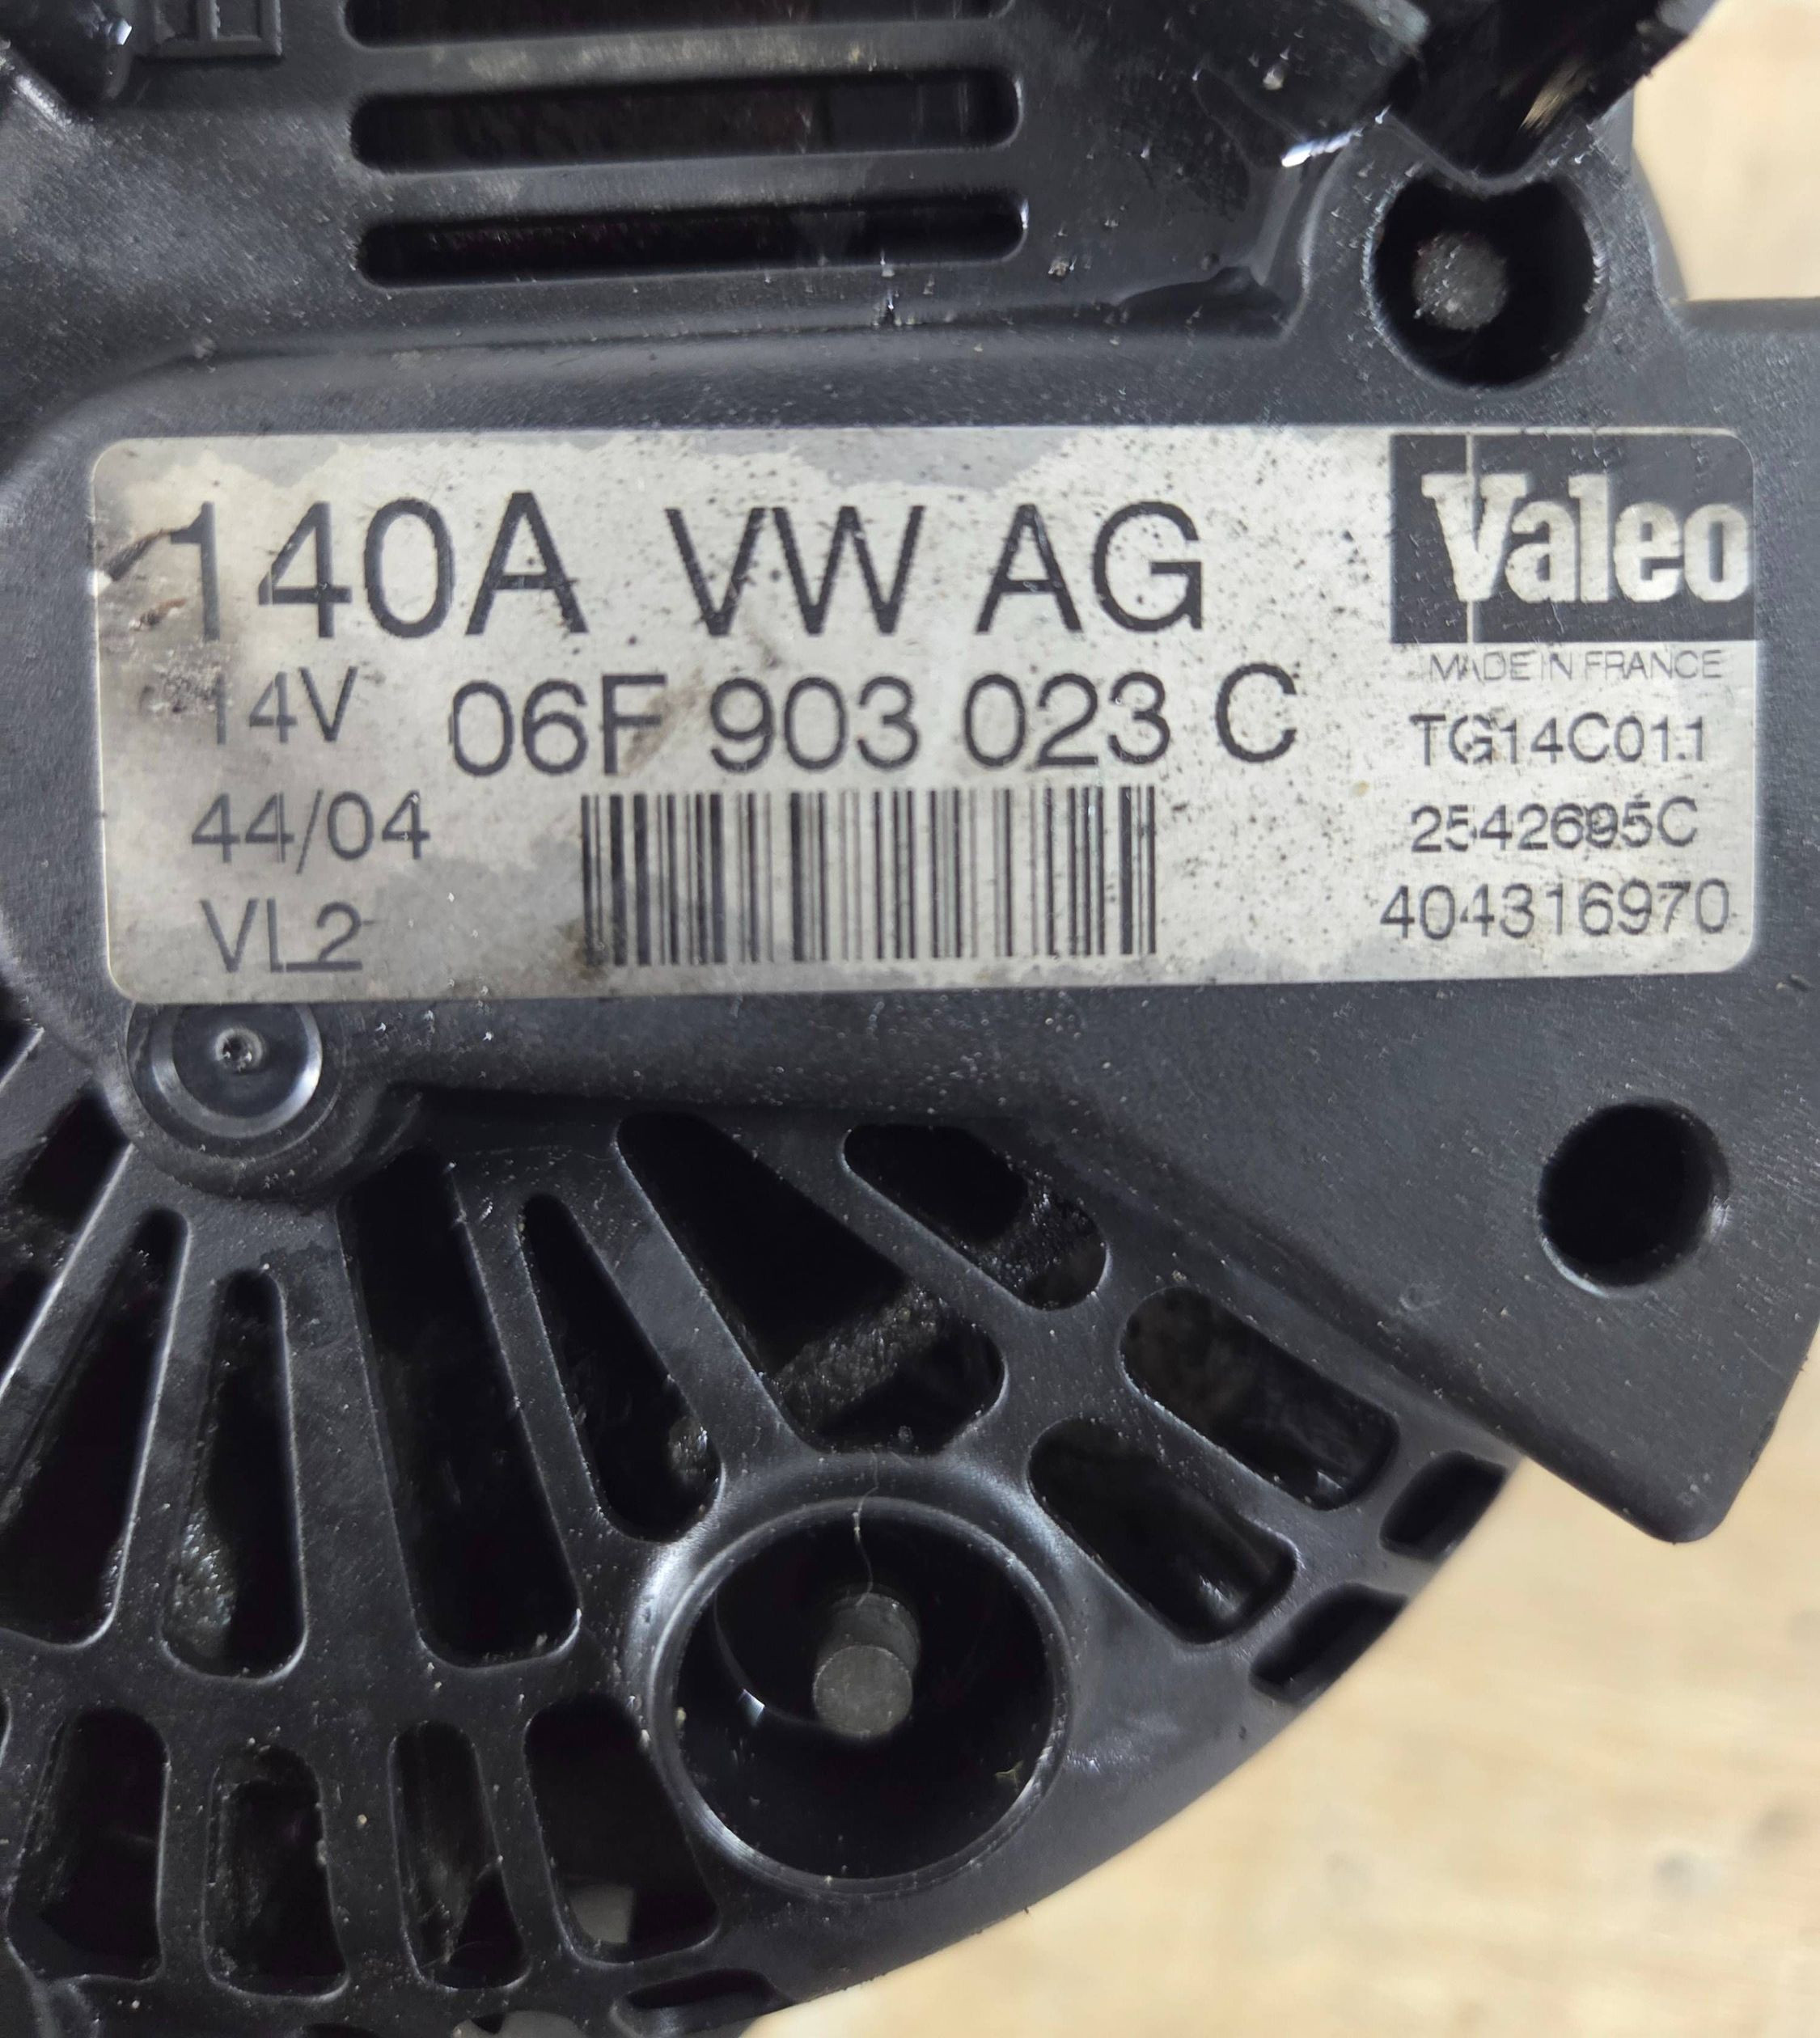 140A VW AG
Valeo
MADE IN FRANCE
14V 06F 903 023 C
TG14C011
44/04
2542695C
VL2
404316970